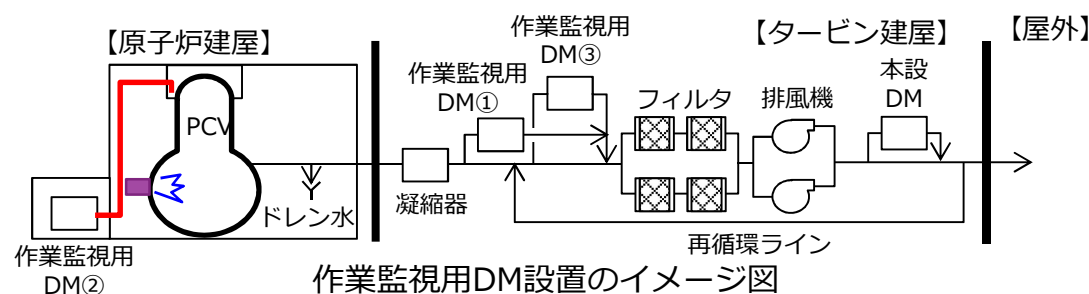 【原子炉建屋】
作業監視用
DM③
【タービン建屋】
【屋外】
作業監視用
DM①
フィルタ
排風機
本設
DM
PCV
ドレン水
凝縮器
再循環ライン
作業監視用
DM②
作業監視用DM設置のイメージ図